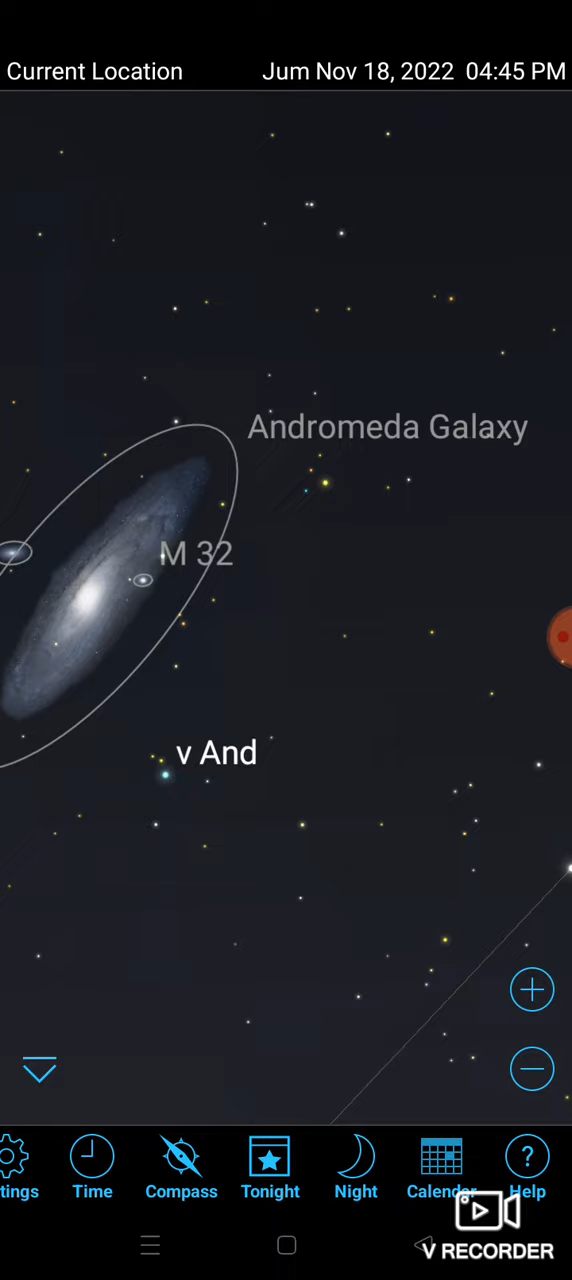 Current Location Jum Nov 18, 2022 04:45 PM
Andromeda Galaxy
M 32
ν And
tings Time Compass Tonight Night Calendar Help
V RECORDER